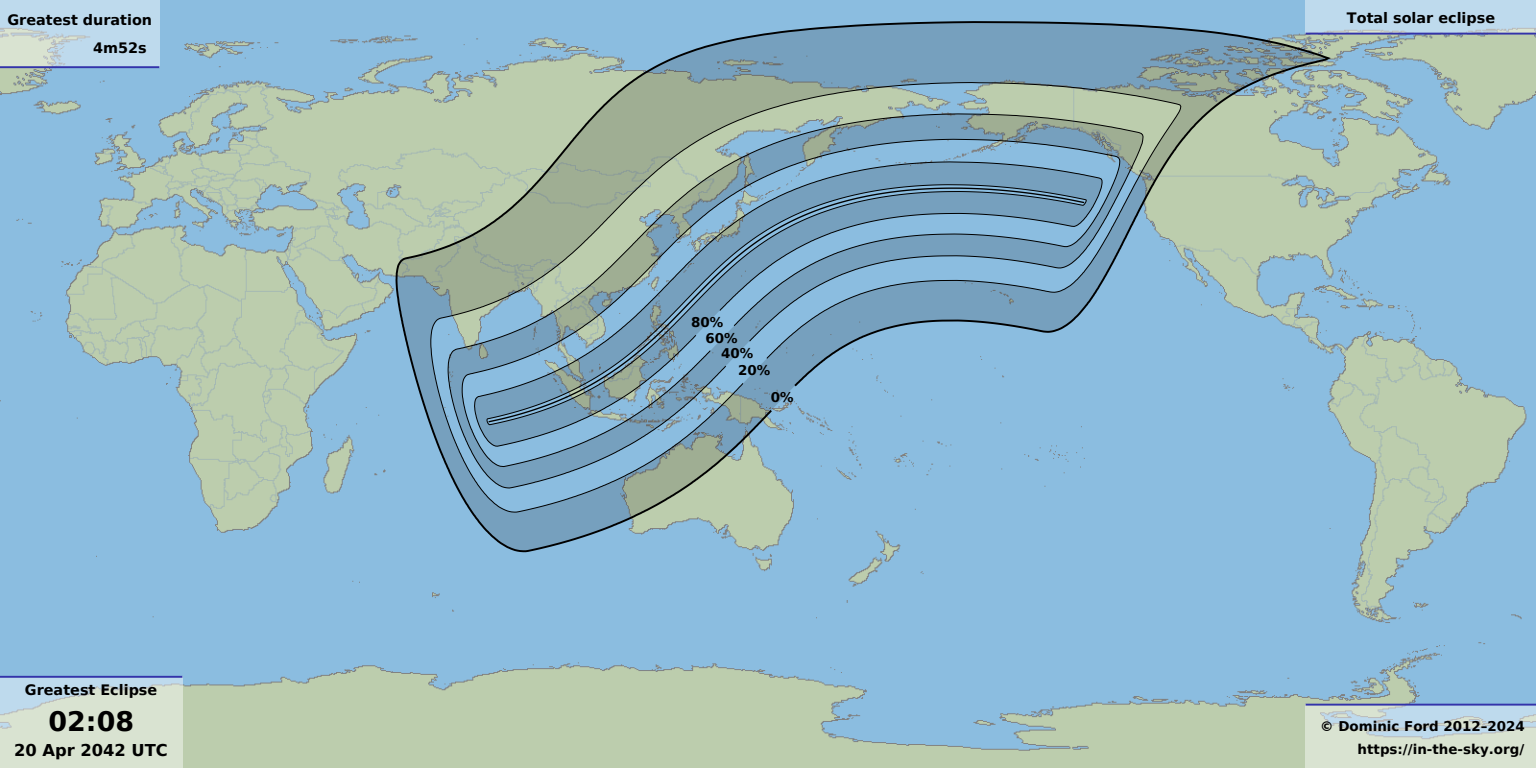 Greatest duration
4m52s
Total solar eclipse
80%
60%
40%
20%
0%
Greatest Eclipse
02:08
20 Apr 2042 UTC
© Dominic Ford 2012–2024
https://in-the-sky.org/